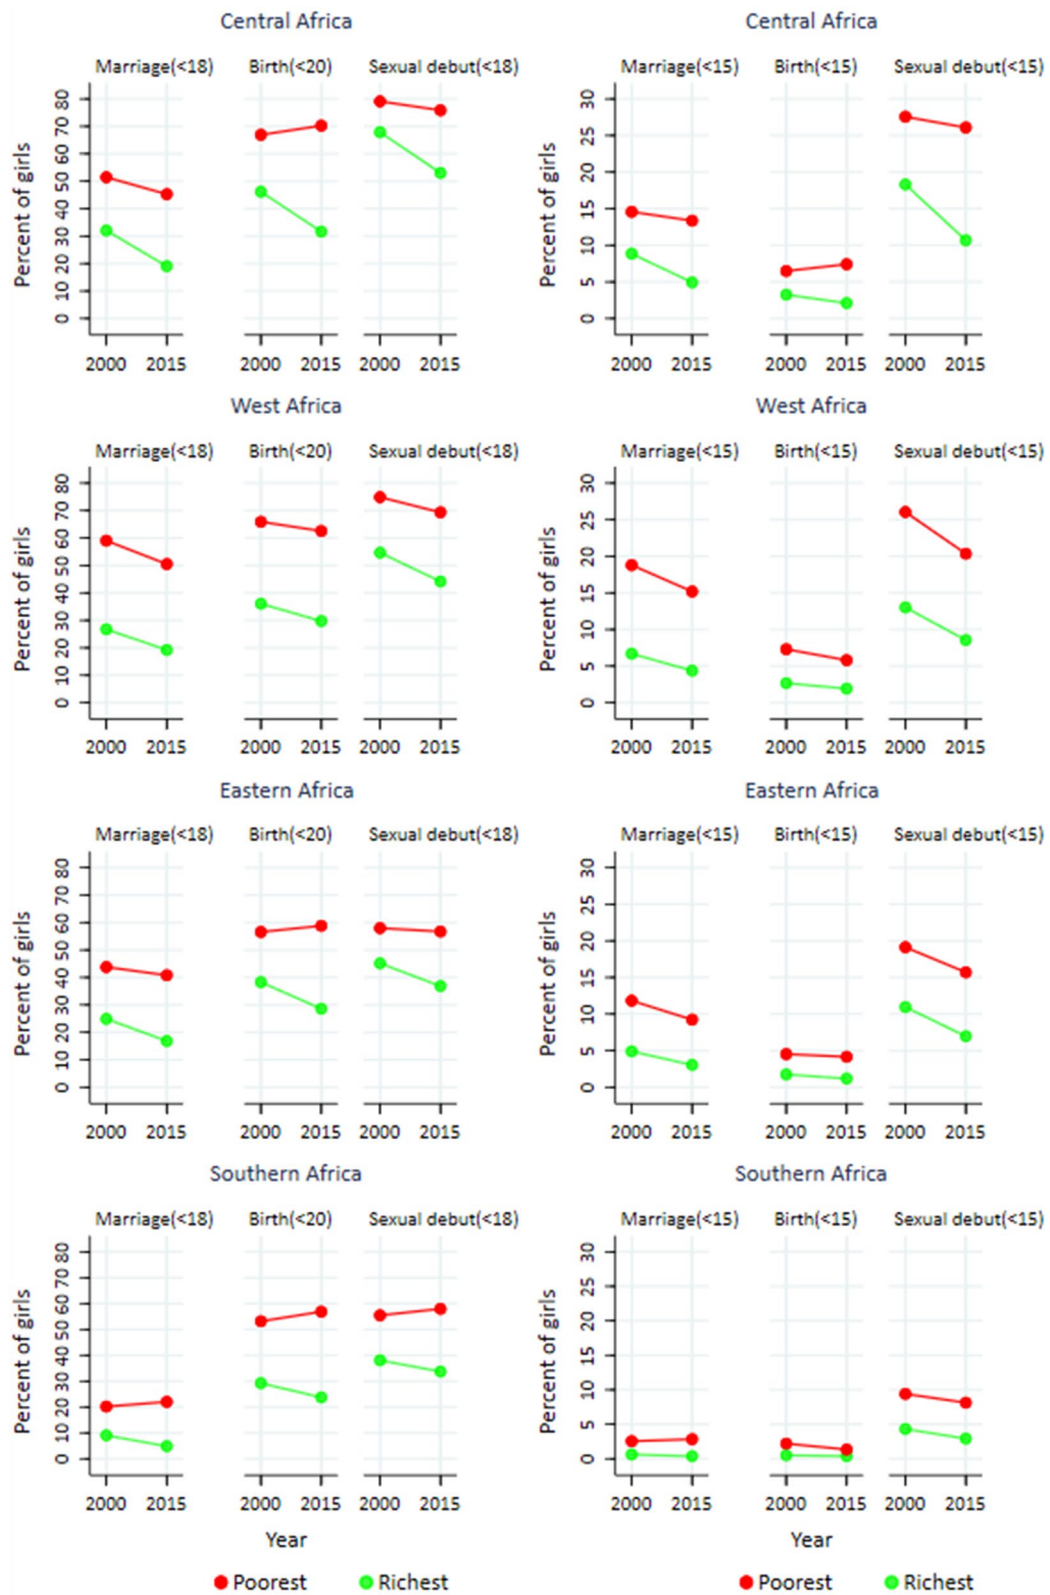 Central Africa
Marriage(<18) Birth(<20) Sexual debut(<18)
Percent of girls
80
70
60
50
40
30
20
10
0
2000 2015 2000 2015 2000 2015
Central Africa
Marriage(<15) Birth(<15) Sexual debut(<15)
Percent of girls
30
25
20
15
10
5
0
2000 2015 2000 2015 2000 2015
West Africa
Marriage(<18) Birth(<20) Sexual debut(<18)
Percent of girls
80
70
60
50
40
30
20
10
0
2000 2015 2000 2015 2000 2015
West Africa
Marriage(<15) Birth(<15) Sexual debut(<15)
Percent of girls
30
25
20
15
10
5
0
2000 2015 2000 2015 2000 2015
Eastern Africa
Marriage(<18) Birth(<20) Sexual debut(<18)
Percent of girls
80
70
60
50
40
30
20
10
0
2000 2015 2000 2015 2000 2015
Eastern Africa
Marriage(<15) Birth(<15) Sexual debut(<15)
Percent of girls
30
25
20
15
10
5
0
2000 2015 2000 2015 2000 2015
Southern Africa
Marriage(<18) Birth(<20) Sexual debut(<18)
Percent of girls
80
70
60
50
40
30
20
10
0
2000 2015 2000 2015 2000 2015
Year
Poorest Richest
Southern Africa
Marriage(<15) Birth(<15) Sexual debut(<15)
Percent of girls
30
25
20
15
10
5
0
2000 2015 2000 2015 2000 2015
Year
Poorest Richest